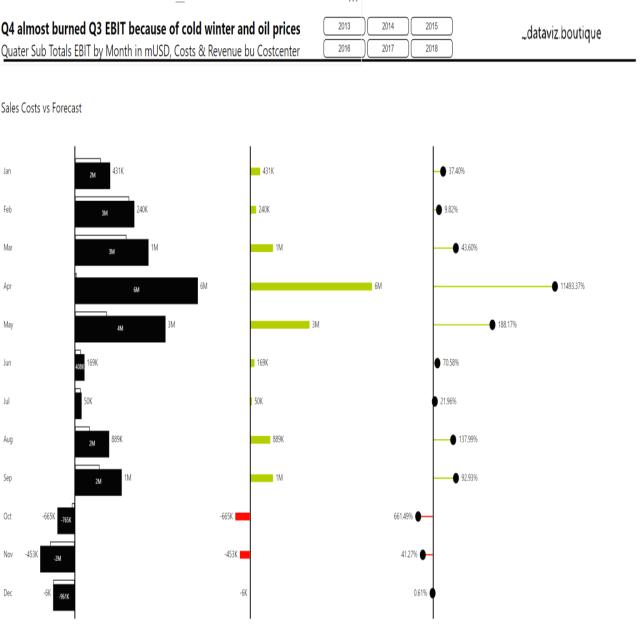 Q4 almost burned Q3 EBIT because of cold winter and oil prices
Quater Sub Totals EBIT by Month in mUSD, Costs & Revenue bu Costcenter
2013 2014 2015
2016 2017 2018
_dataviz.boutique
Sales Costs vs Forecast
Jan 2M 431K 431K 37.40%
Feb 3M 240K 240K 9.82%
Mar 3M 1M 1M 43.60%
Apr 6M 6M 6M 11493.37%
May 4M 3M 3M 188.17%
Jun 408K 169K 169K 70.58%
Jul 50K 50K 21.96%
Aug 2M 889K 889K 137.99%
Sep 2M 1M 1M 92.93%
Oct -665K -765K -665K 661.49%
Nov -453K -2M -453K 41.27%
Dec -6K -961K -6K 0.61%